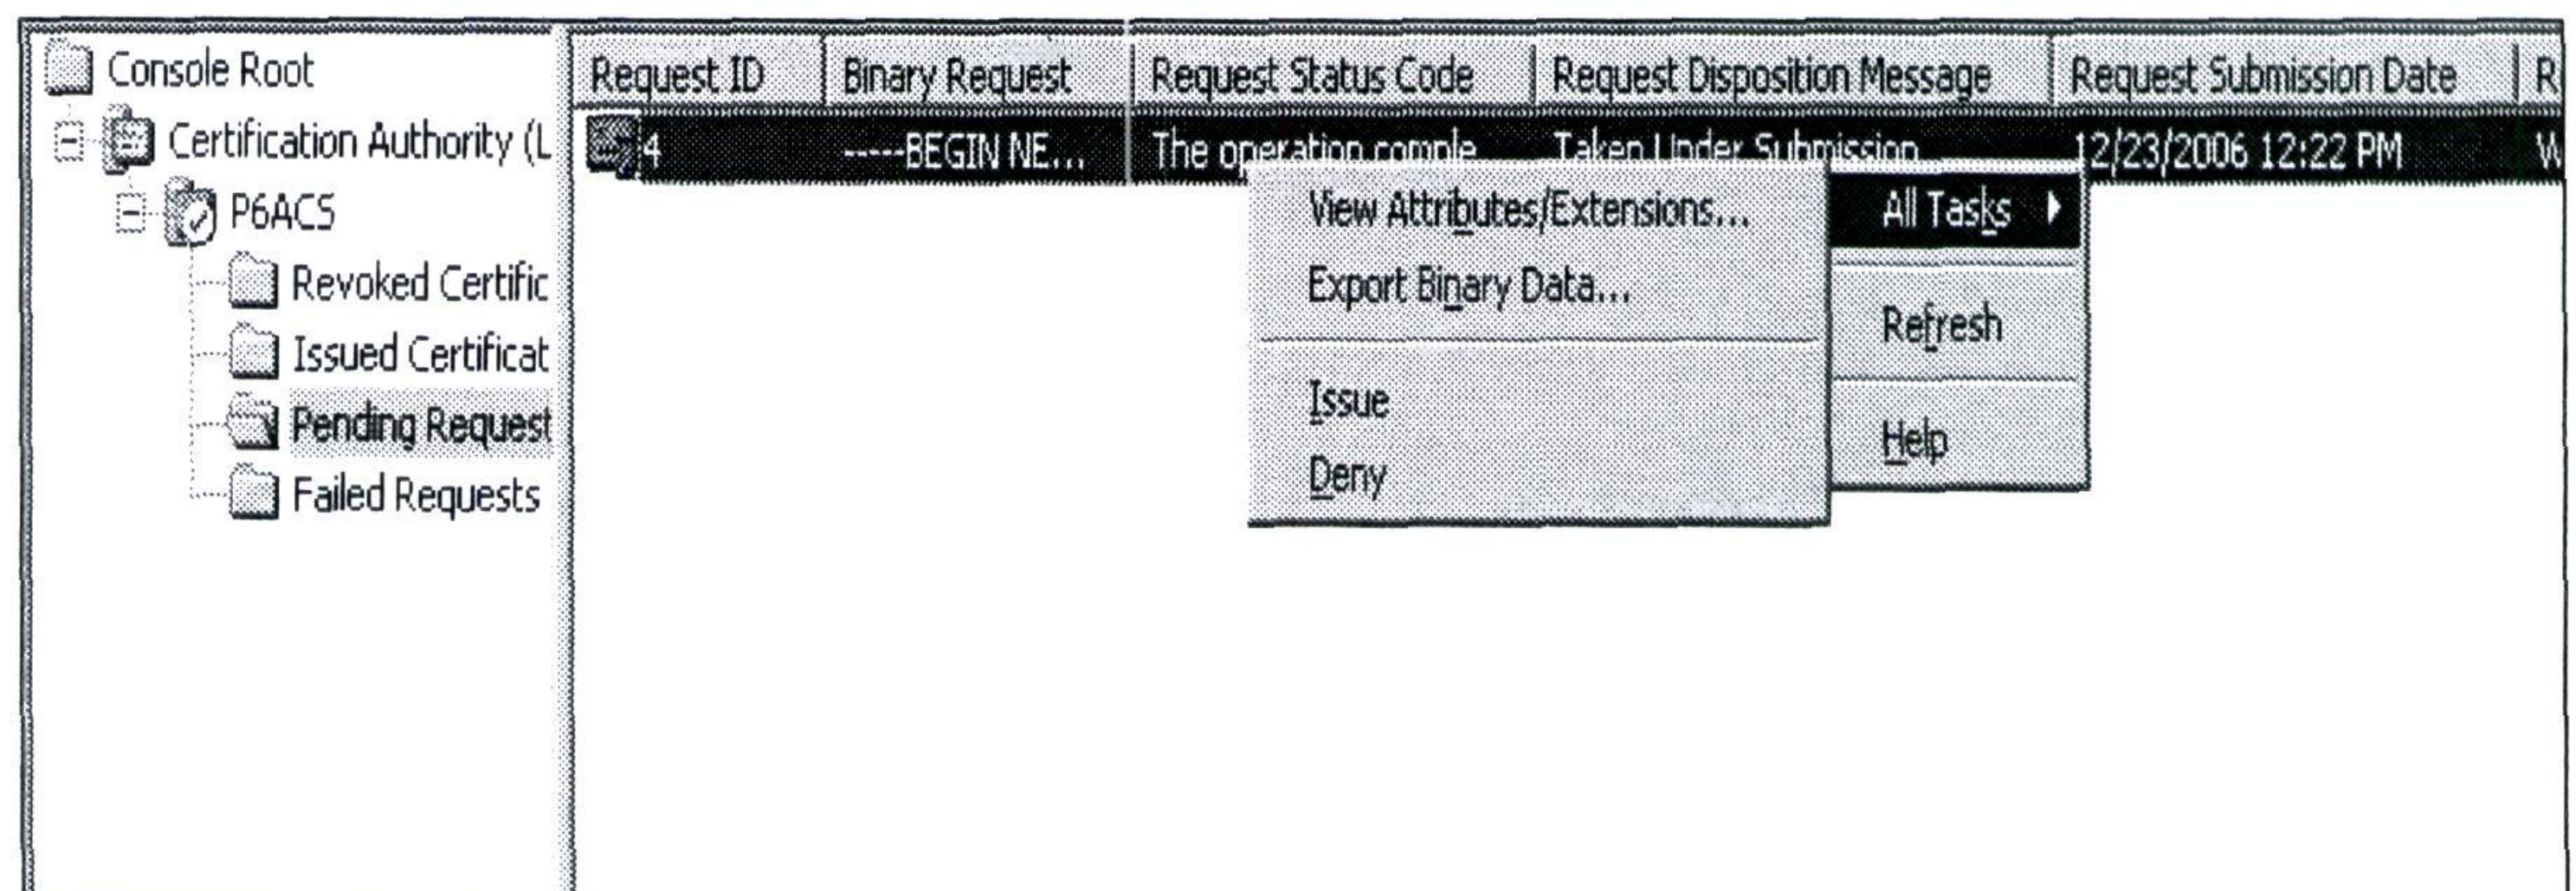 Console Root
Certification Authority (L
P6ACS
Revoked Certific
Issued Certificat
Pending Request
Failed Requests
Request ID Binary Request Request Status Code Request Disposition Message Request Submission Date R
4 -----BEGIN NE... The operation comple Taken Under Submission 12/23/2006 12:22 PM W
View Attributes/Extensions...
Export Binary Data...
Issue
Deny
All Tasks
Refresh
Help